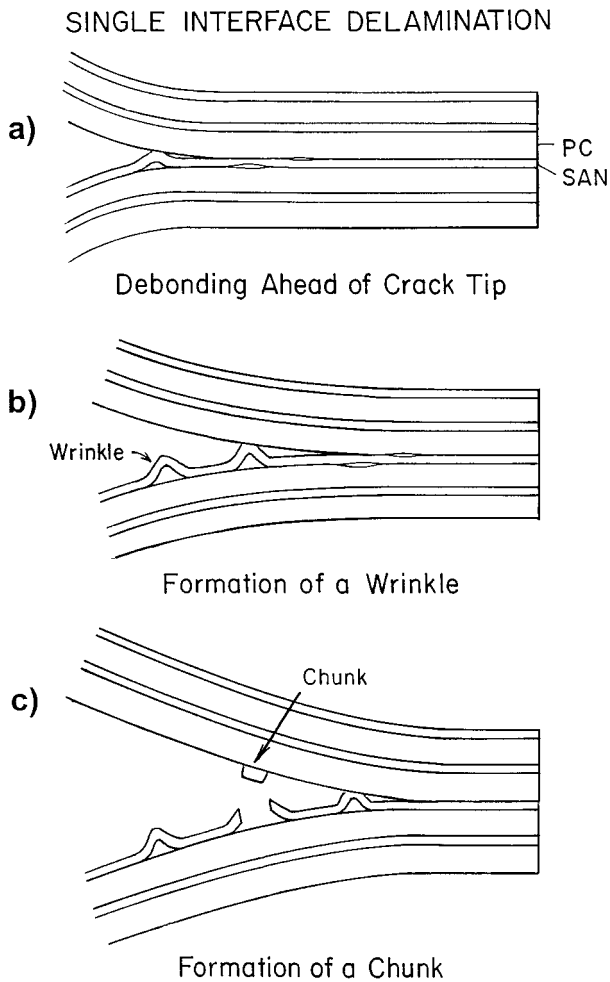 SINGLE INTERFACE DELAMINATION
a)
PC
SAN
Debonding Ahead of Crack Tip
b)
Wrinkle
Formation of a Wrinkle
c)
Chunk
Formation of a Chunk